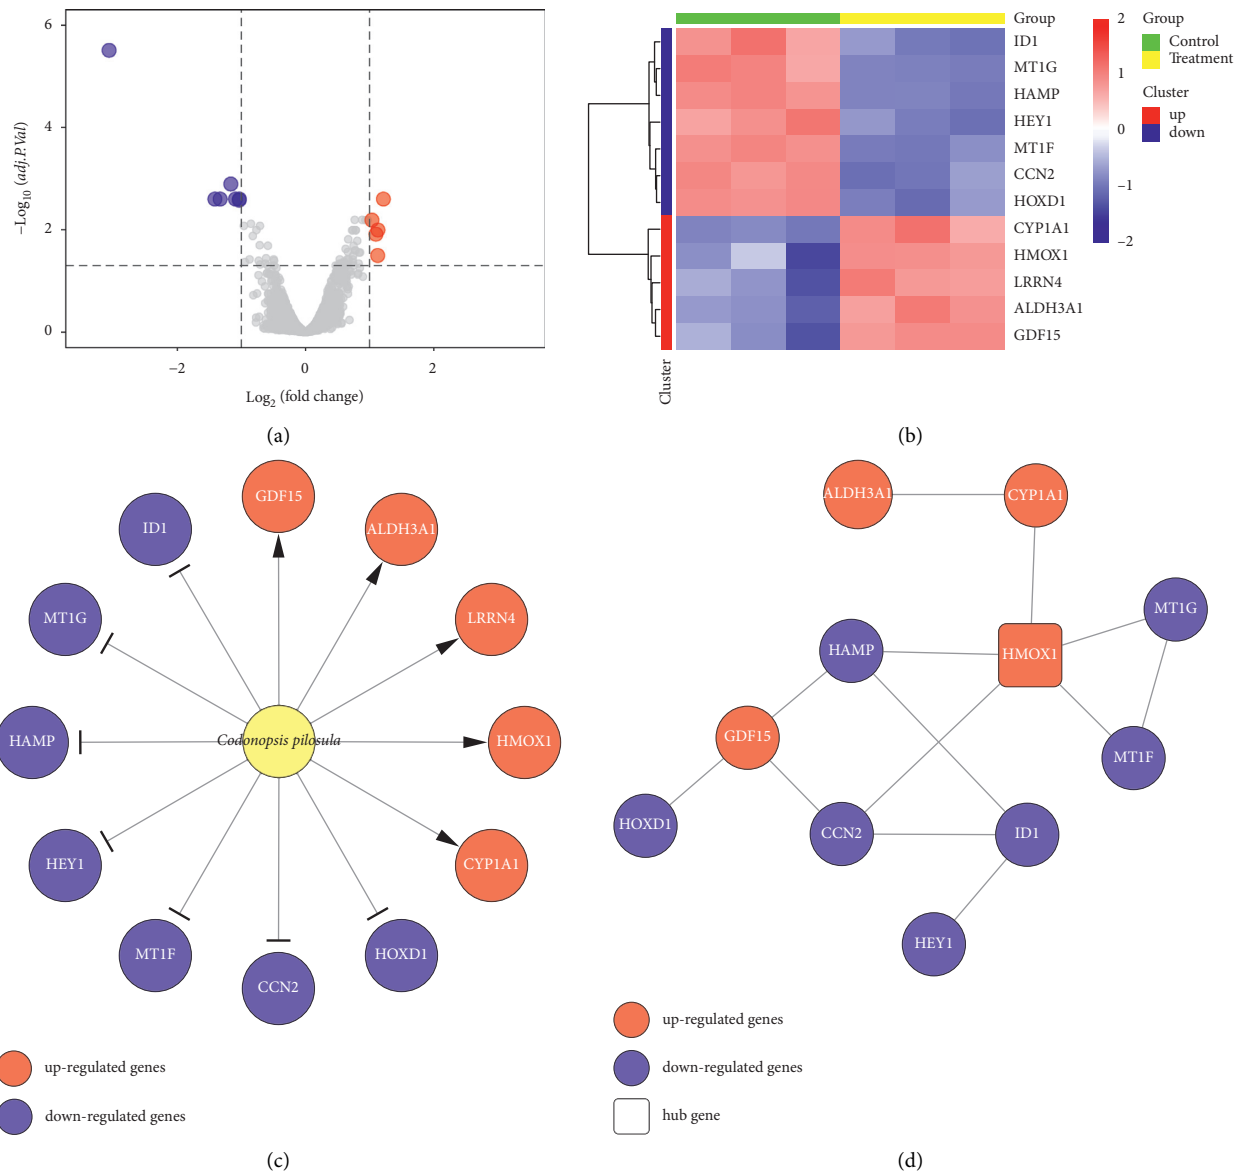 6
4
2
0
−2
0
2
−Log10 (adj.P.Val)
Log2 (fold change)
(a)
Group
ID1
MT1G
HAMP
HEY1
MT1F
CCN2
HOXD1
CYP1A1
HMOX1
LRRN4
ALDH3A1
GDF15
Cluster
2
1
0
−1
−2
Group
Control
Treatment
Cluster
up
down
(b)
GDF15
ALDH3A1
ID1
LRRN4
MT1G
HAMP
Codonopsis pilosula
HMOX1
HEY1
CYP1A1
MT1F
HOXD1
CCN2
up-regulated genes
down-regulated genes
(c)
ALDH3A1
CYP1A1
MT1G
HAMP
HMOX1
GDF15
MT1F
HOXD1
CCN2
ID1
HEY1
up-regulated genes
down-regulated genes
hub gene
(d)